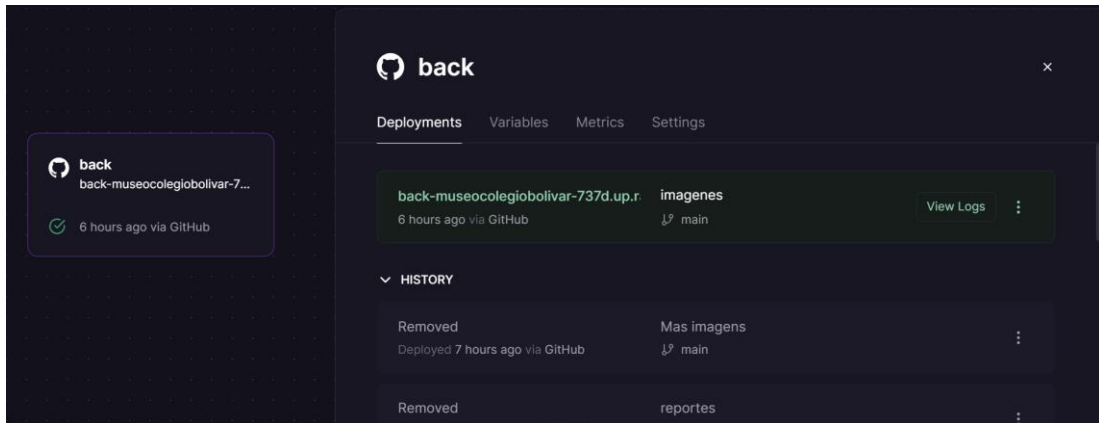 back
back-museocolegiobolivar-7...
6 hours ago via GitHub
back
Deployments Variables Metrics Settings
back-museocolegiobolivar-737d.up.r imagenes
6 hours ago via GitHub main
View Logs
HISTORY
Removed Mas imagens
Deployed 7 hours ago via GitHub main
Removed reportes